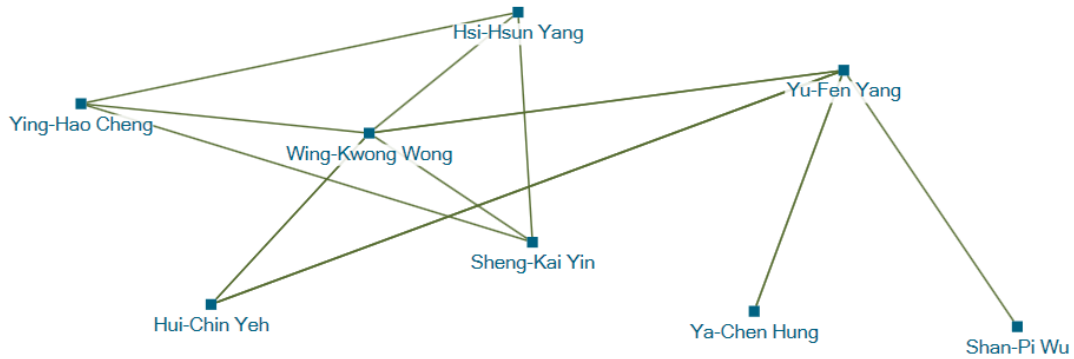 Hsi-Hsun Yang
Yu-Fen Yang
Ying-Hao Cheng
Wing-Kwong Wong
Sheng-Kai Yin
Hui-Chin Yeh
Ya-Chen Hung
Shan-Pi Wu